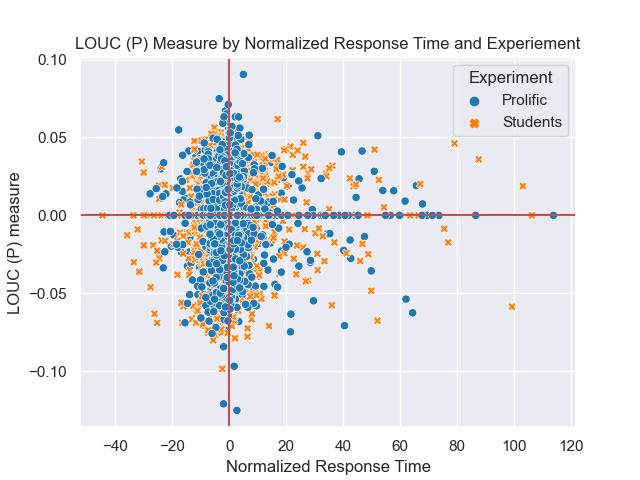 LOUC (P) Measure by Normalized Response Time and Experiement
Experiment
Prolific
Students
0.10
0.05
0.00
−0.05
−0.10
LOUC (P) measure
−40 −20 0 20 40 60 80 100 120
Normalized Response Time